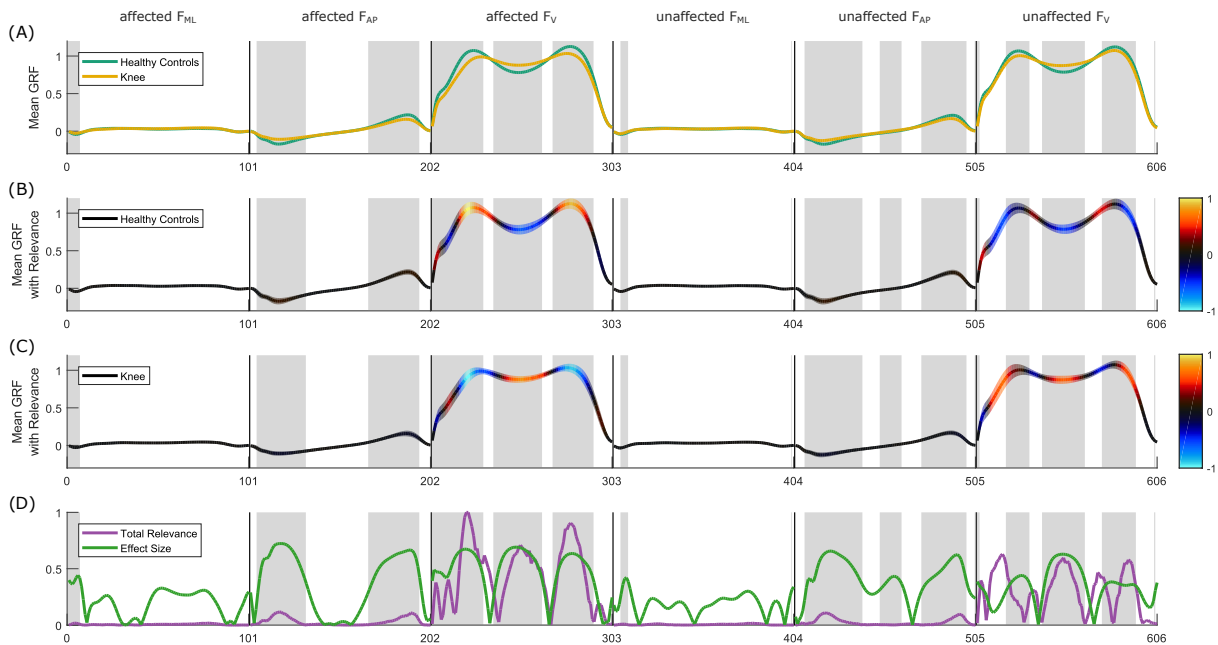 affected F_ML affected F_AP affected F_V unaffected F_ML unaffected F_AP unaffected F_V
(A)
Mean GRF
1
0.5
0
Healthy Controls
Knee
0 101 202 303 404 505 606
(B)
Mean GRF
with Relevance
1
0.5
0
Healthy Controls
0 101 202 303 404 505 606
1
0
-1
(C)
Mean GRF
with Relevance
1
0.5
0
Knee
0 101 202 303 404 505 606
1
0
-1
(D)
1
0.5
0
Total Relevance
Effect Size
0 101 202 303 404 505 606